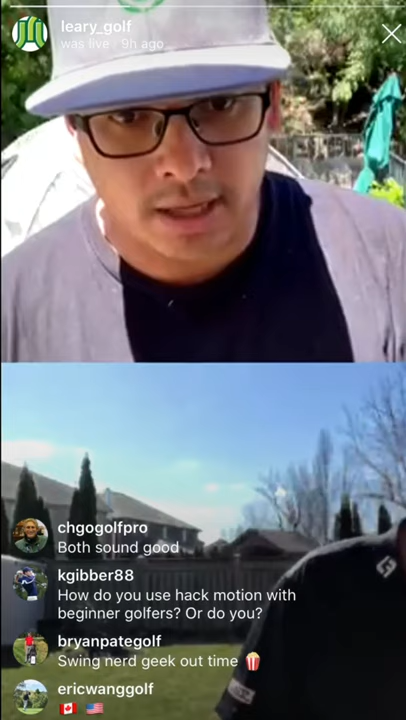 leary_golf
was live · 9h ago
chgogolfpro
Both sound good
kgibber88
How do you use hack motion with
beginner golfers? Or do you?
bryanpategolf
Swing nerd geek out time 🍿
ericwanggolf
🇨🇦 🇺🇸